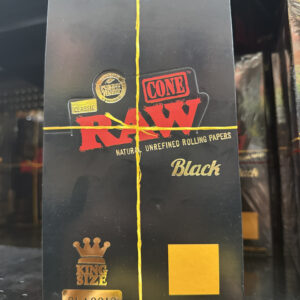 CONE
CLASSIC
RAW
NATURAL UNREFINED ROLLING PAPERS
Black
KING
SIZE